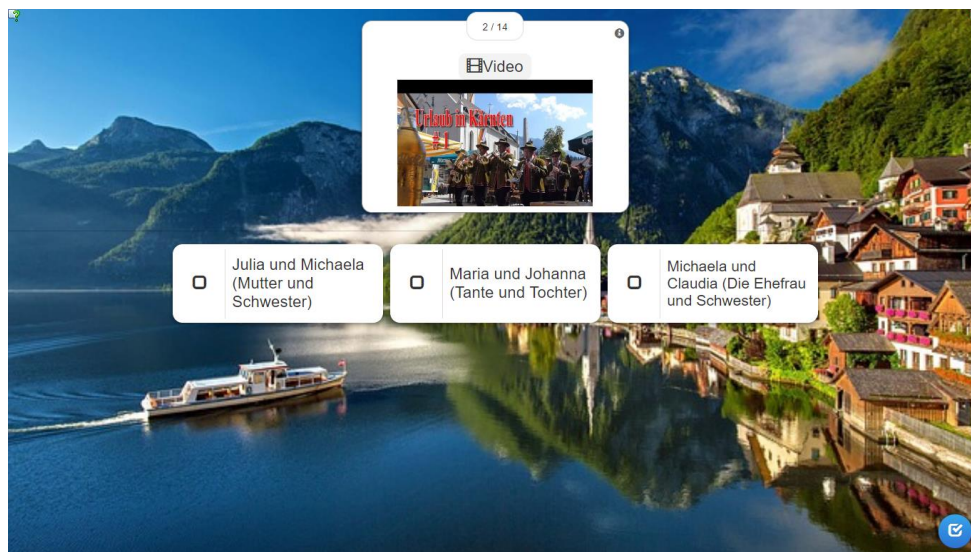 2 / 14
Video
Urlaub in Kärnten
#1
Julia und Michaela
(Mutter und
Schwester)
Maria und Johanna
(Tante und Tochter)
Michaela und
Claudia (Die Ehefrau
und Schwester)